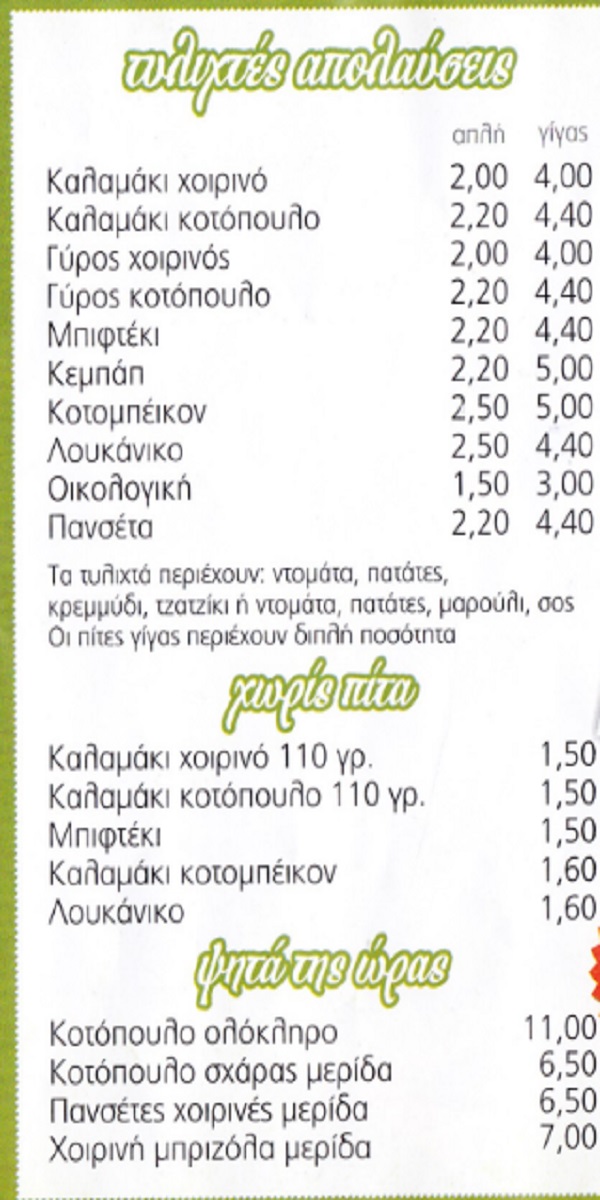 τυλιχτές απολαύσεις
απλή γίγας
Καλαμάκι χοιρινό 2,00 4,00
Καλαμάκι κοτόπουλο 2,20 4,40
Γύρος χοιρινός 2,00 4,00
Γύρος κοτόπουλο 2,20 4,40
Μπιφτέκι 2,20 4,40
Κεμπάπ 2,20 5,00
Κοτομπέικον 2,50 5,00
Λουκάνικο 2,50 4,40
Οικολογική 1,50 3,00
Πανσέτα 2,20 4,40
Τα τυλιχτά περιέχουν: ντομάτα, πατάτες,
κρεμμύδι, τζατζίκι ή ντομάτα, πατάτες, μαρούλι, σος
Οι πίτες γίγας περιέχουν διπλή ποσότητα
χωρίς πίτα
Καλαμάκι χοιρινό 110 γρ. 1,50
Καλαμάκι κοτόπουλο 110 γρ. 1,50
Μπιφτέκι 1,50
Καλαμάκι κοτομπέικον 1,60
Λουκάνικο 1,60
ψητά της ώρας
Κοτόπουλο ολόκληρο 11,00
Κοτόπουλο σχάρας μερίδα 6,50
Πανσέτες χοιρινές μερίδα 6,50
Χοιρινή μπριζόλα μερίδα 7,00